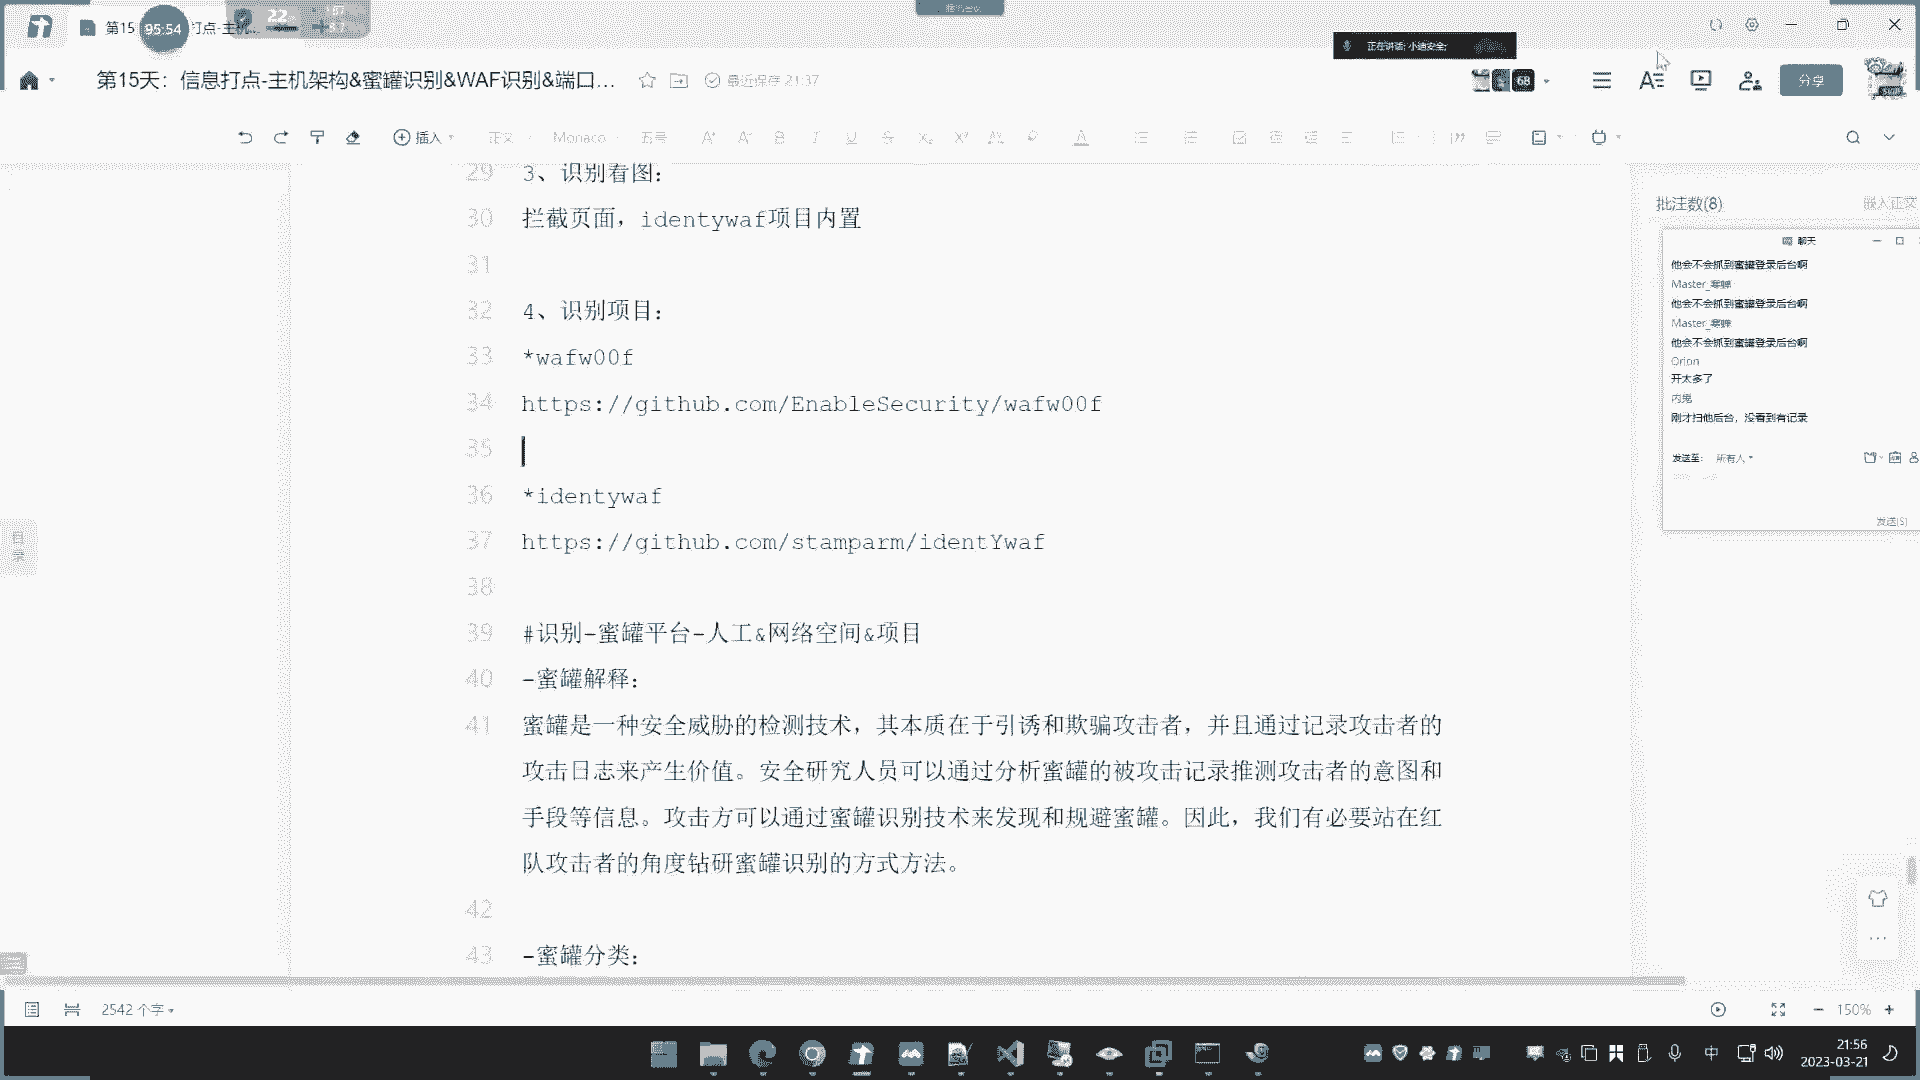 第15
95:54
打点-主机...
22
正在讲话: 小迪安全;
第15天：信息打点-主机架构&蜜罐识别&WAF识别&端口...
最近保存 21:37
68
分享
插入
正文
Monaco
五号
29 3、识别看图：
30 拦截页面，identywaf项目内置
31
32 4、识别项目：
33 *wafw00f
34 https://github.com/EnableSecurity/wafw00f
35
36 *identywaf
37 https://github.com/stamparm/identYwaf
38
39 #识别-蜜罐平台-人工&网络空间&项目
40 -蜜罐解释：
41 蜜罐是一种安全威胁的检测技术，其本质在于引诱和欺骗攻击者，并且通过记录攻击者的
攻击日志来产生价值。安全研究人员可以通过分析蜜罐的被攻击记录推测攻击者的意图和
手段等信息。攻击方可以通过蜜罐识别技术来发现和规避蜜罐。因此，我们有必要站在红
队攻击者的角度钻研蜜罐识别的方式方法。
42
43 -蜜罐分类：
目录
批注数(8)
嵌入正文
聊天
他会不会抓到蜜罐登录后台啊
Master_
他会不会抓到蜜罐登录后台啊
Master_
他会不会抓到蜜罐登录后台啊
Orion
开太多了
内鬼
刚才扫他后台，没看到有记录
发送至: 所有人
发送(S)
2542 个字
150%
中
21:56
2023-03-21